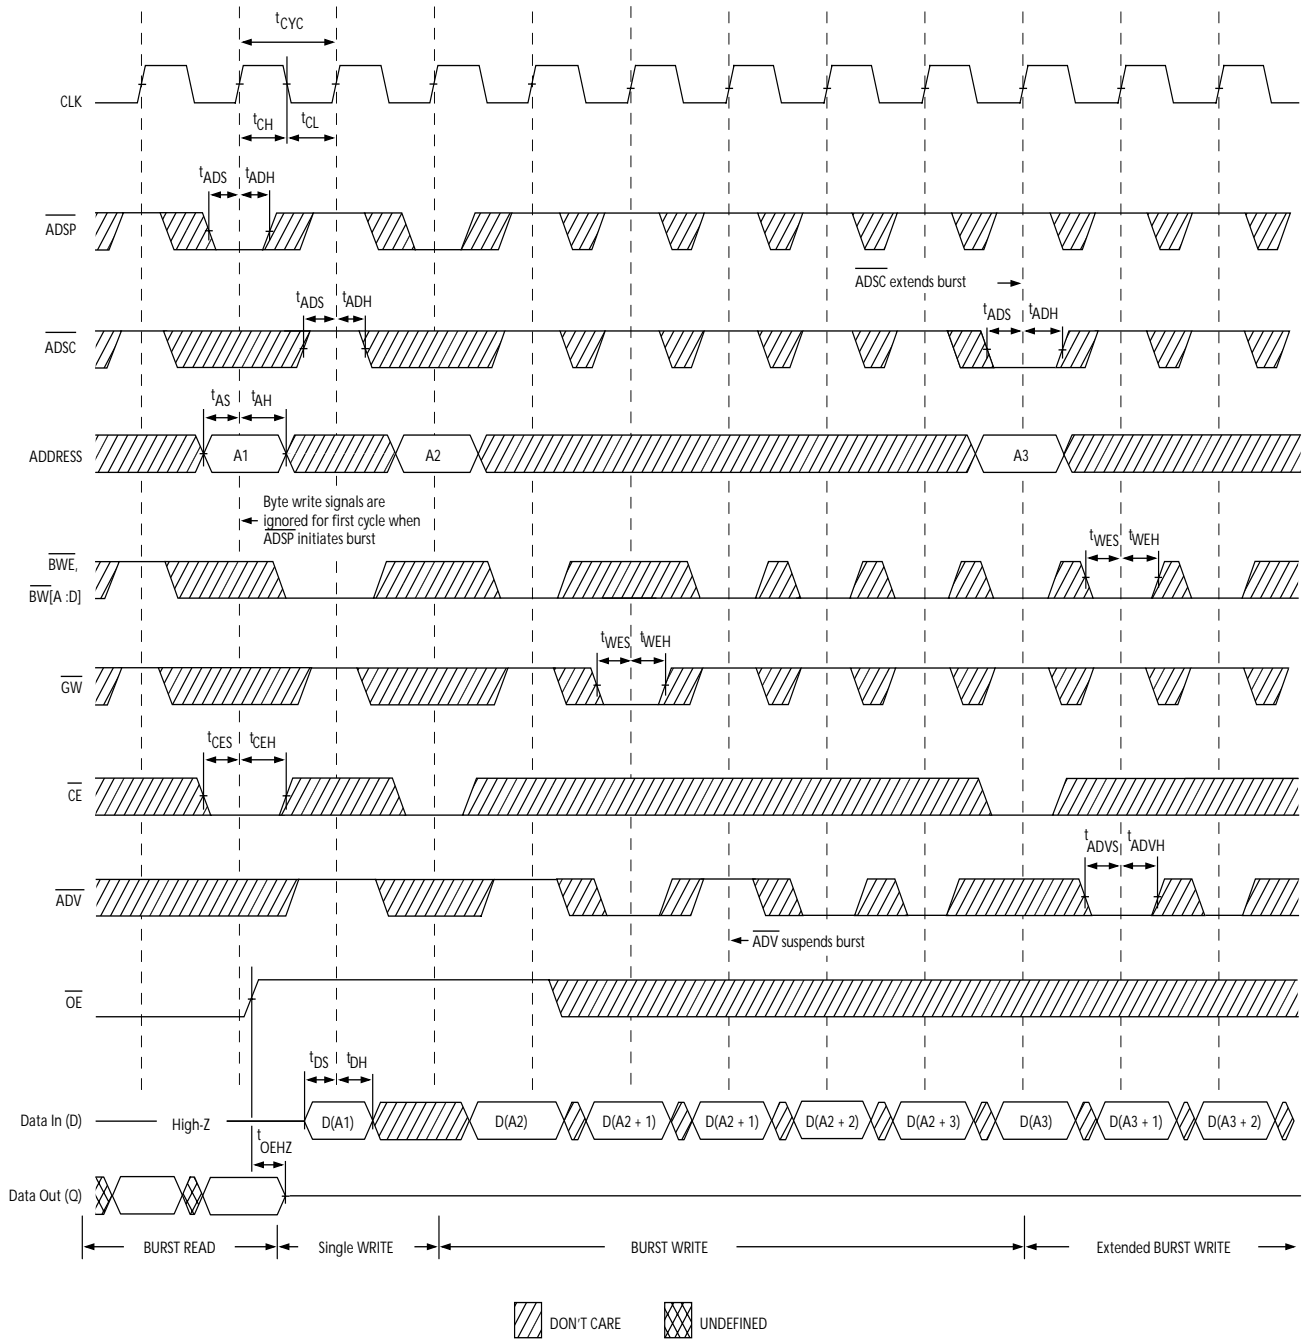 tCYC
CLK
tCH
tCL
tADS
tADH
ADSP
ADSC extends burst
tADS
tADH
tADS
tADH
ADSC
tAS
tAH
ADDRESS
A1
A2
A3
Byte write signals are
ignored for first cycle when
ADSP initiates burst
tWES
tWEH
BWE,
BW[A :D]
tWES
tWEH
GW
tCES
tCEH
CE
tADVS
tADVH
ADV
ADV suspends burst
OE
tDS
tDH
Data In (D)
High-Z
D(A1)
D(A2)
D(A2 + 1)
D(A2 + 1)
D(A2 + 2)
D(A2 + 3)
D(A3)
D(A3 + 1)
D(A3 + 2)
tOEHZ
Data Out (Q)
BURST READ
Single WRITE
BURST WRITE
Extended BURST WRITE
DON'T CARE
UNDEFINED